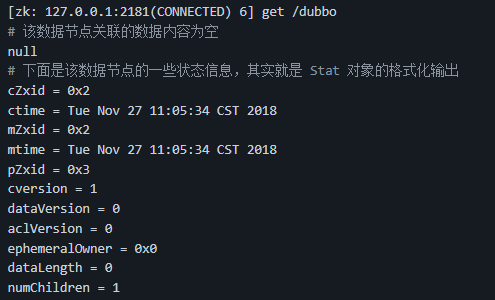 [zk: 127.0.0.1:2181(CONNECTED) 6] get /dubbo
# 该数据节点关联的数据内容为空
null
# 下面是该数据节点的一些状态信息，其实就是 Stat 对象的格式化输出
cZxid = 0x2
ctime = Tue Nov 27 11:05:34 CST 2018
mZxid = 0x2
mtime = Tue Nov 27 11:05:34 CST 2018
pZxid = 0x3
cversion = 1
dataVersion = 0
aclVersion = 0
ephemeralOwner = 0x0
dataLength = 0
numChildren = 1